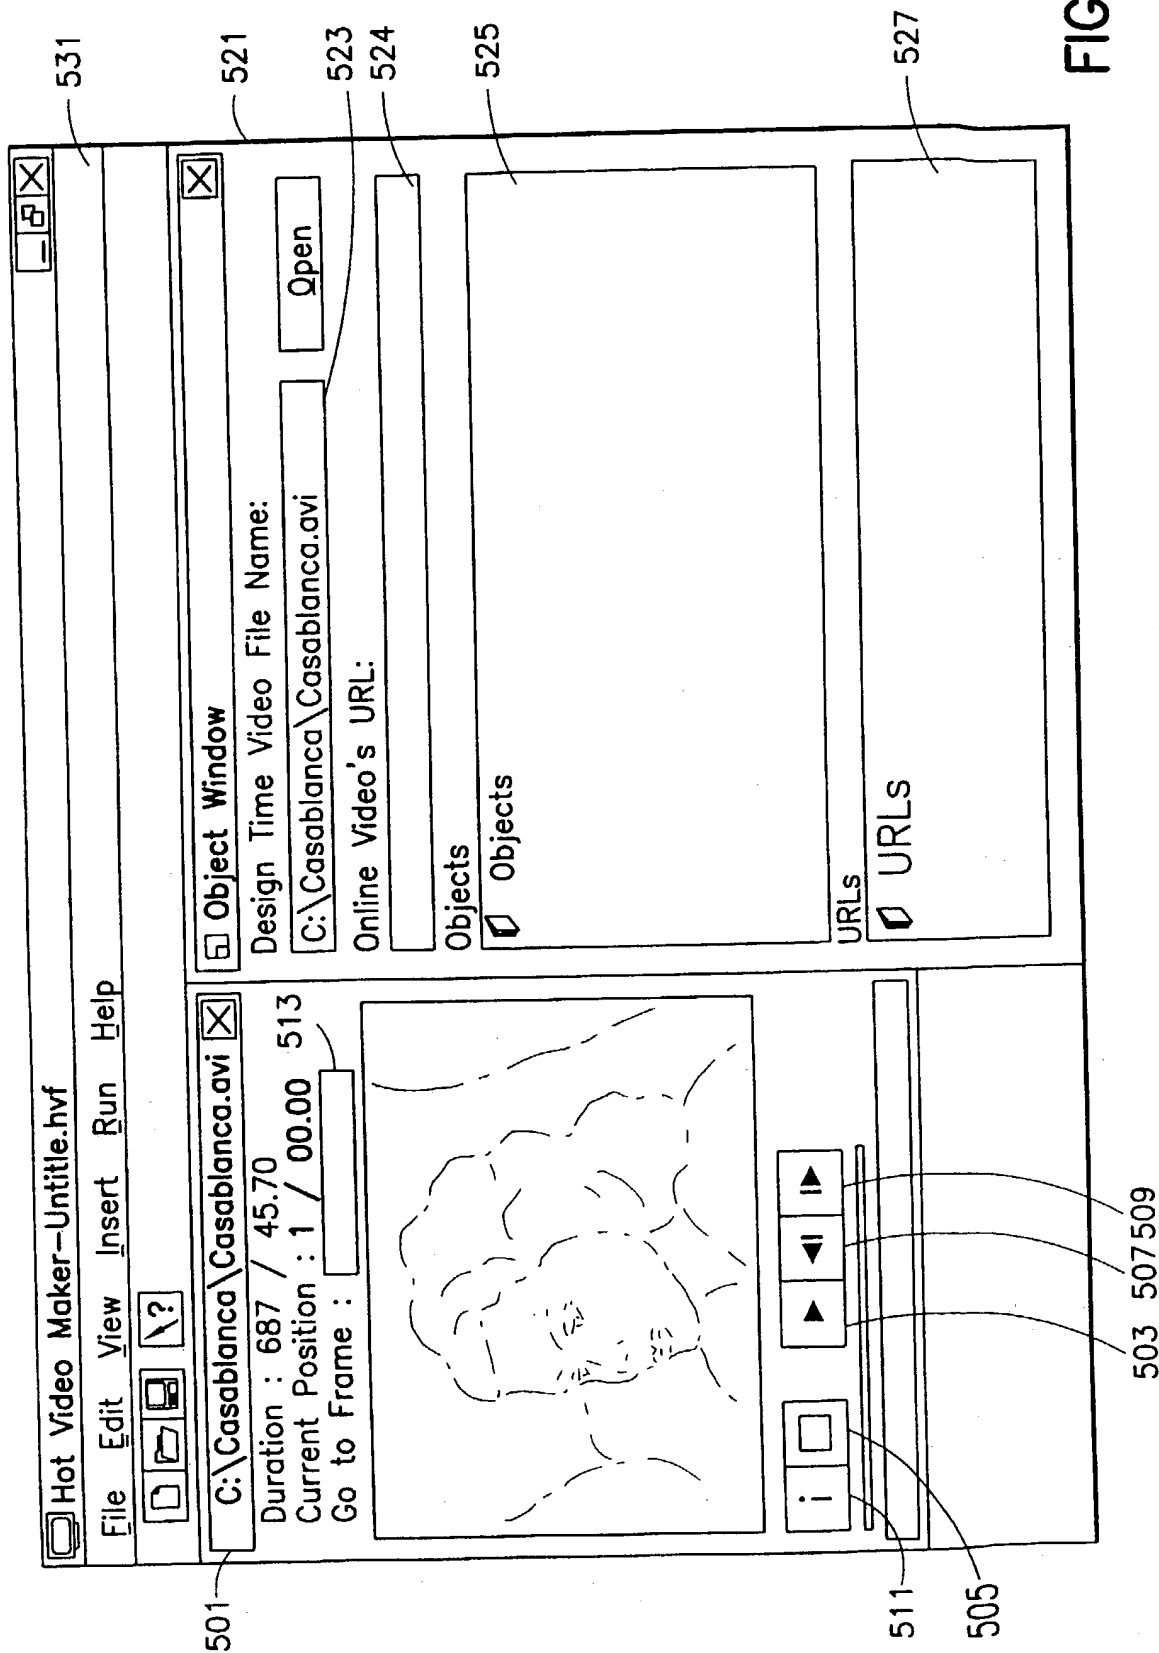 Hot Video Maker-Untitle.hvf
File Edit View Insert Run Help
?
531
501
C:\Casablanca\Casablanca.avi
Duration : 687 / 45.70
Current Position : 1 / 00.00
Go to Frame :
513
i
511
505
503
507
509
Object Window
521
Design Time Video File Name:
C:\Casablanca\Casablanca.avi
Open
523
Online Video's URL:
524
Objects
Objects
525
URLs
URLs
527
FIG